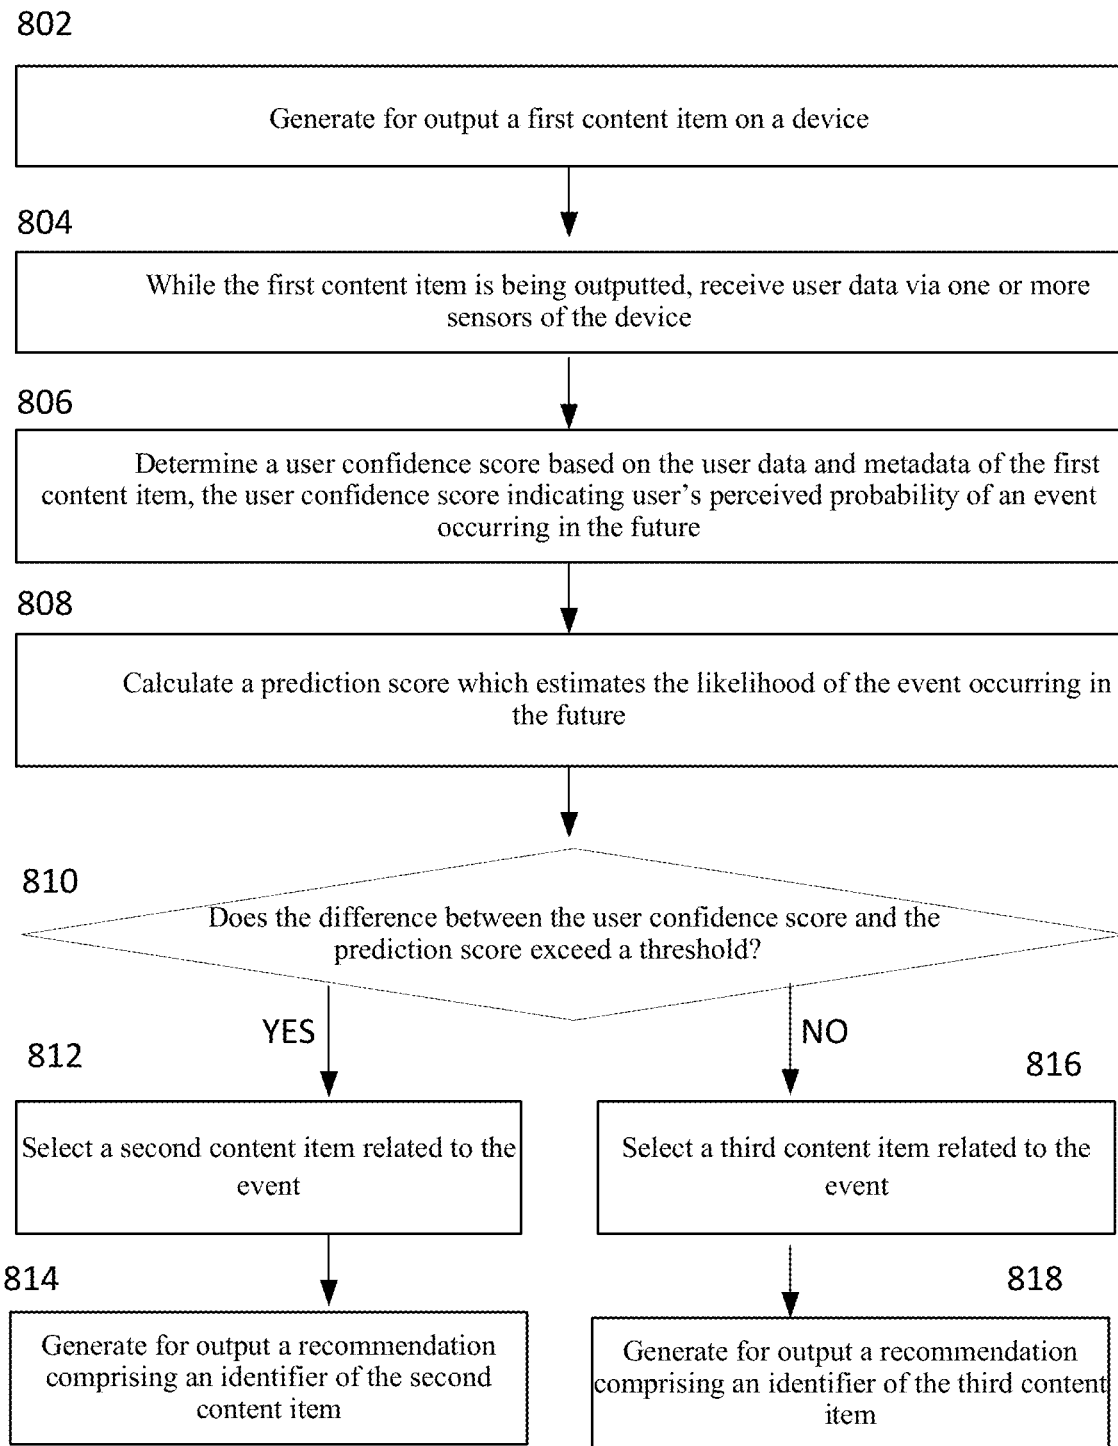 802
Generate for output a first content item on a device
804
While the first content item is being outputted, receive user data via one or more
sensors of the device
806
Determine a user confidence score based on the user data and metadata of the first
content item, the user confidence score indicating user's perceived probability of an event
occurring in the future
808
Calculate a prediction score which estimates the likelihood of the event occurring in
the future
810
Does the difference between the user confidence score and the
prediction score exceed a threshold?
YES
NO
812
816
Select a second content item related to the
event
Select a third content item related to the
event
814
818
Generate for output a recommendation
comprising an identifier of the second
content item
Generate for output a recommendation
comprising an identifier of the third content
item